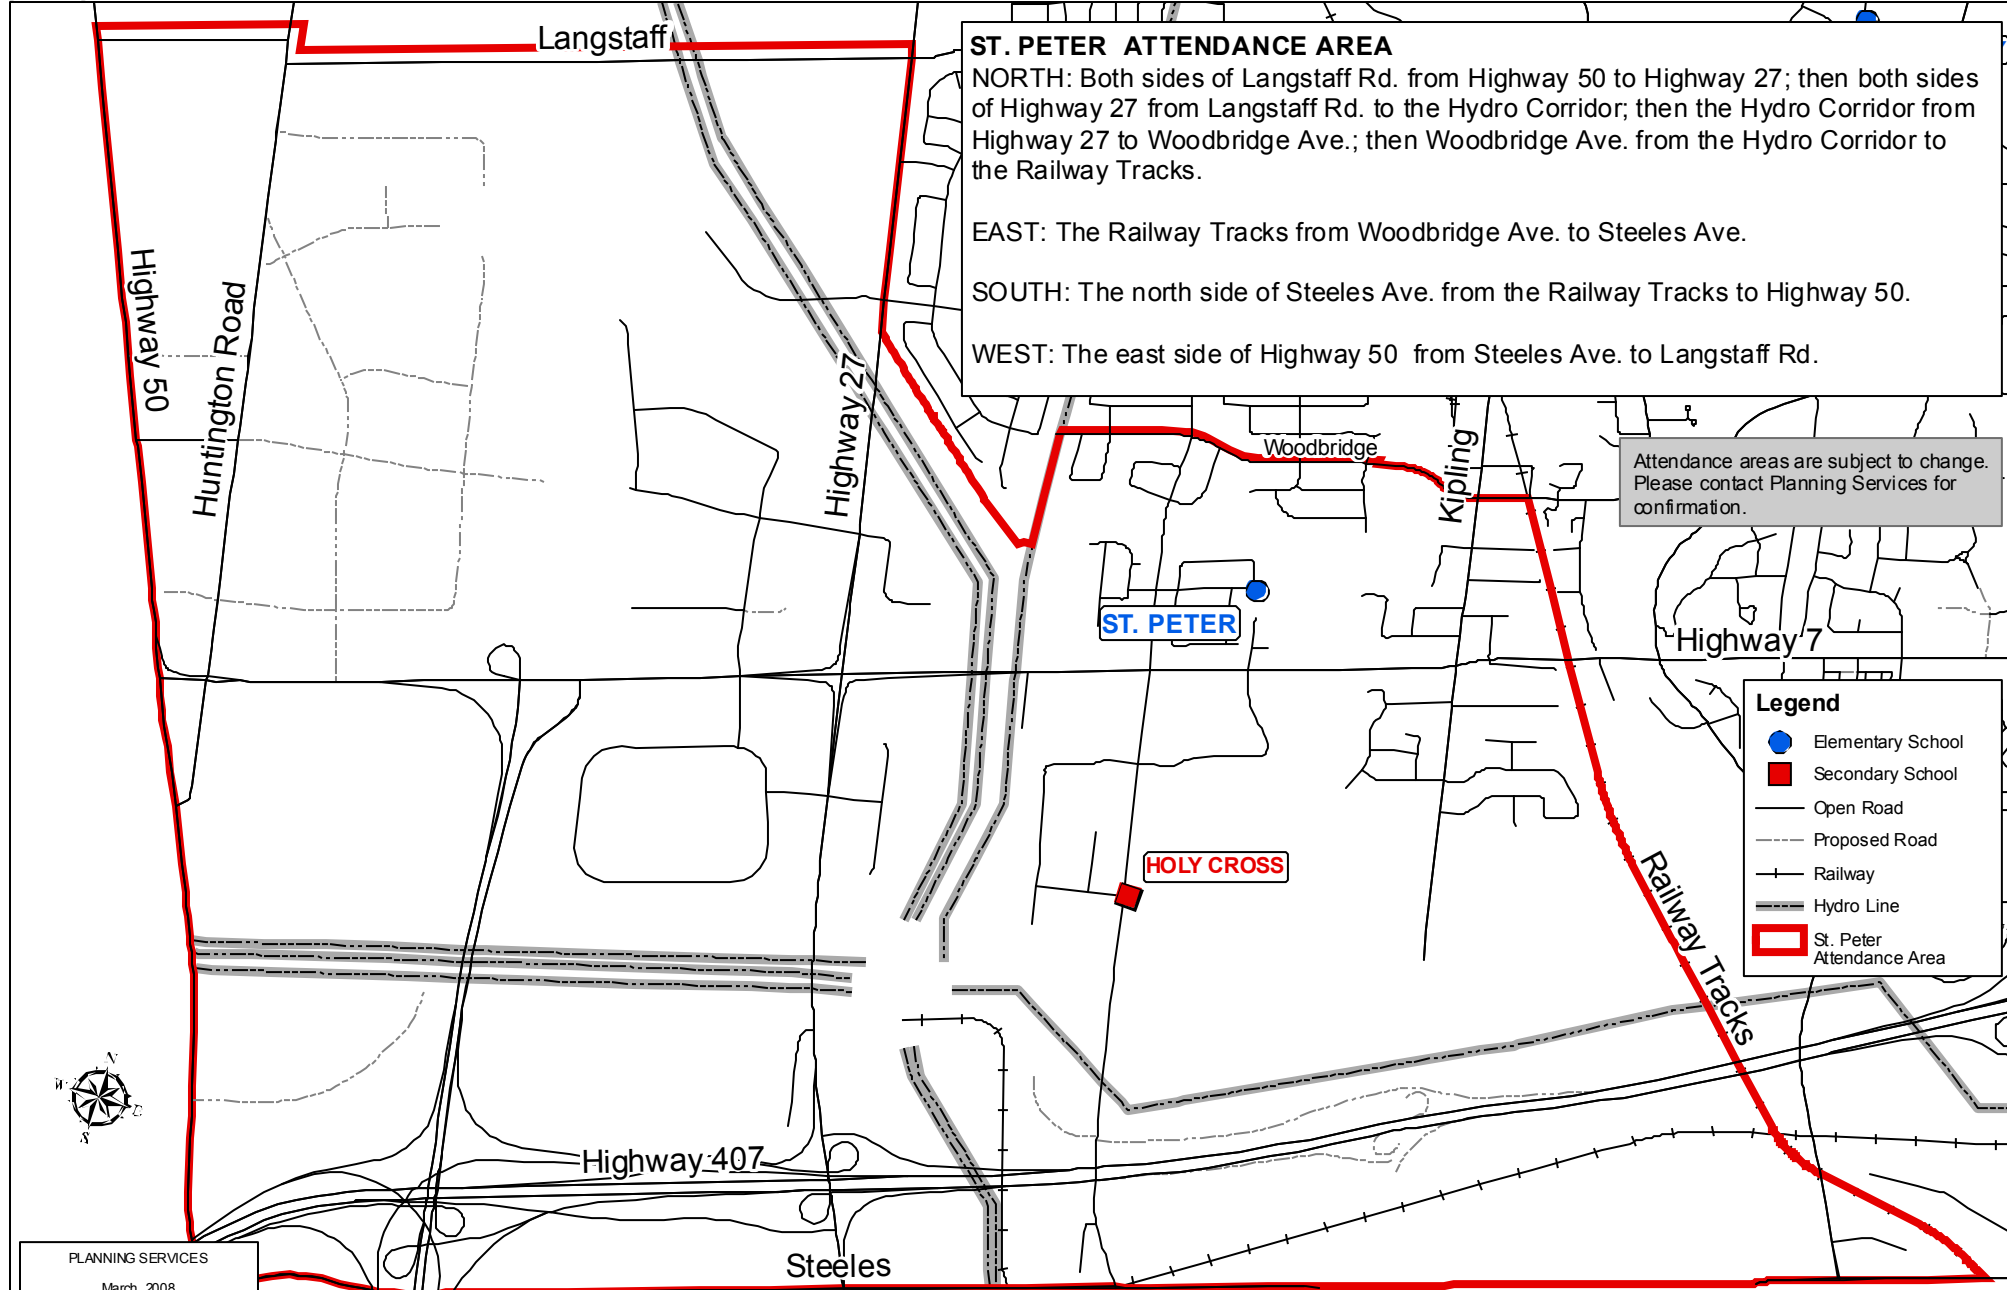 Langstaff
ST. PETER ATTENDANCE AREA
NORTH: Both sides of Langstaff Rd. from Highway 50 to Highway 27; then both sides
of Highway 27 from Langstaff Rd. to the Hydro Corridor; then the Hydro Corridor from
Highway 27 to Woodbridge Ave.; then Woodbridge Ave. from the Hydro Corridor to
the Railway Tracks.
EAST: The Railway Tracks from Woodbridge Ave. to Steeles Ave.
SOUTH: The north side of Steeles Ave. from the Railway Tracks to Highway 50.
WEST: The east side of Highway 50 from Steeles Ave. to Langstaff Rd.
Highway 50
Huntington Road
Highway 27
Woodbridge
Kipling
Attendance areas are subject to change.
Please contact Planning Services for
confirmation.
ST. PETER
Highway 7
Legend
Elementary School
Secondary School
Open Road
Proposed Road
Railway
Hydro Line
St. Peter
Attendance Area
HOLY CROSS
Railway Tracks
N
W
S
Highway 407
Steeles
PLANNING SERVICES
March 2008